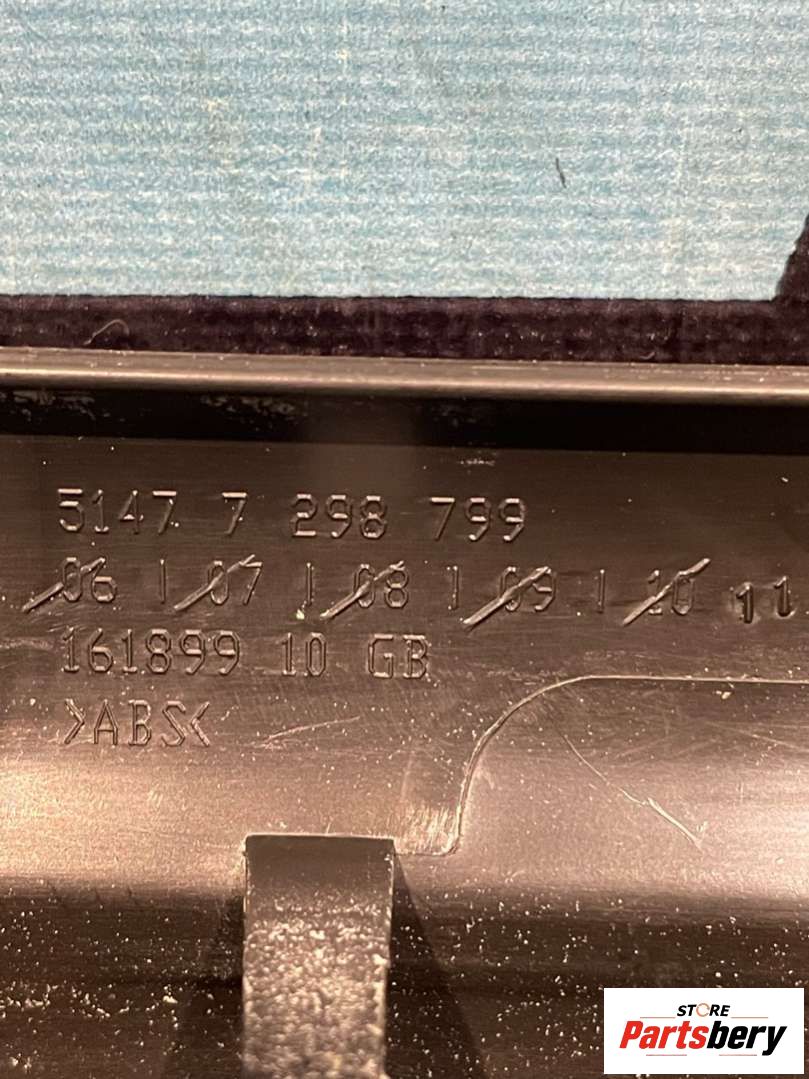 5147 7 298 799
06 | 07 | 08 | 09 | 10 11
161899 10 GB
>ABS<
STORE
Partsbery